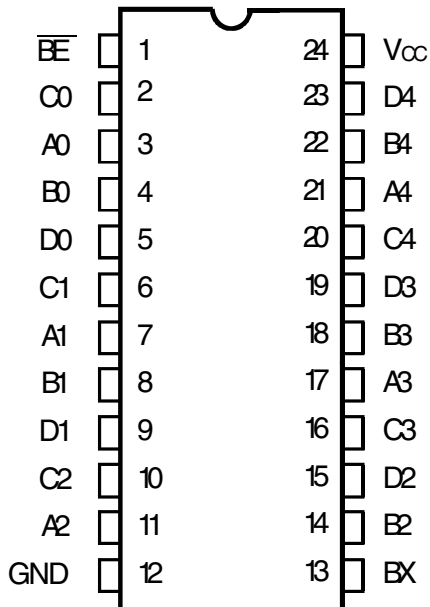 BE 1 24 Vcc
C0 2 23 D4
A0 3 22 B4
B0 4 21 A4
D0 5 20 C4
C1 6 19 D3
A1 7 18 B3
B1 8 17 A3
D1 9 16 C3
C2 10 15 D2
A2 11 14 B2
GND 12 13 BX